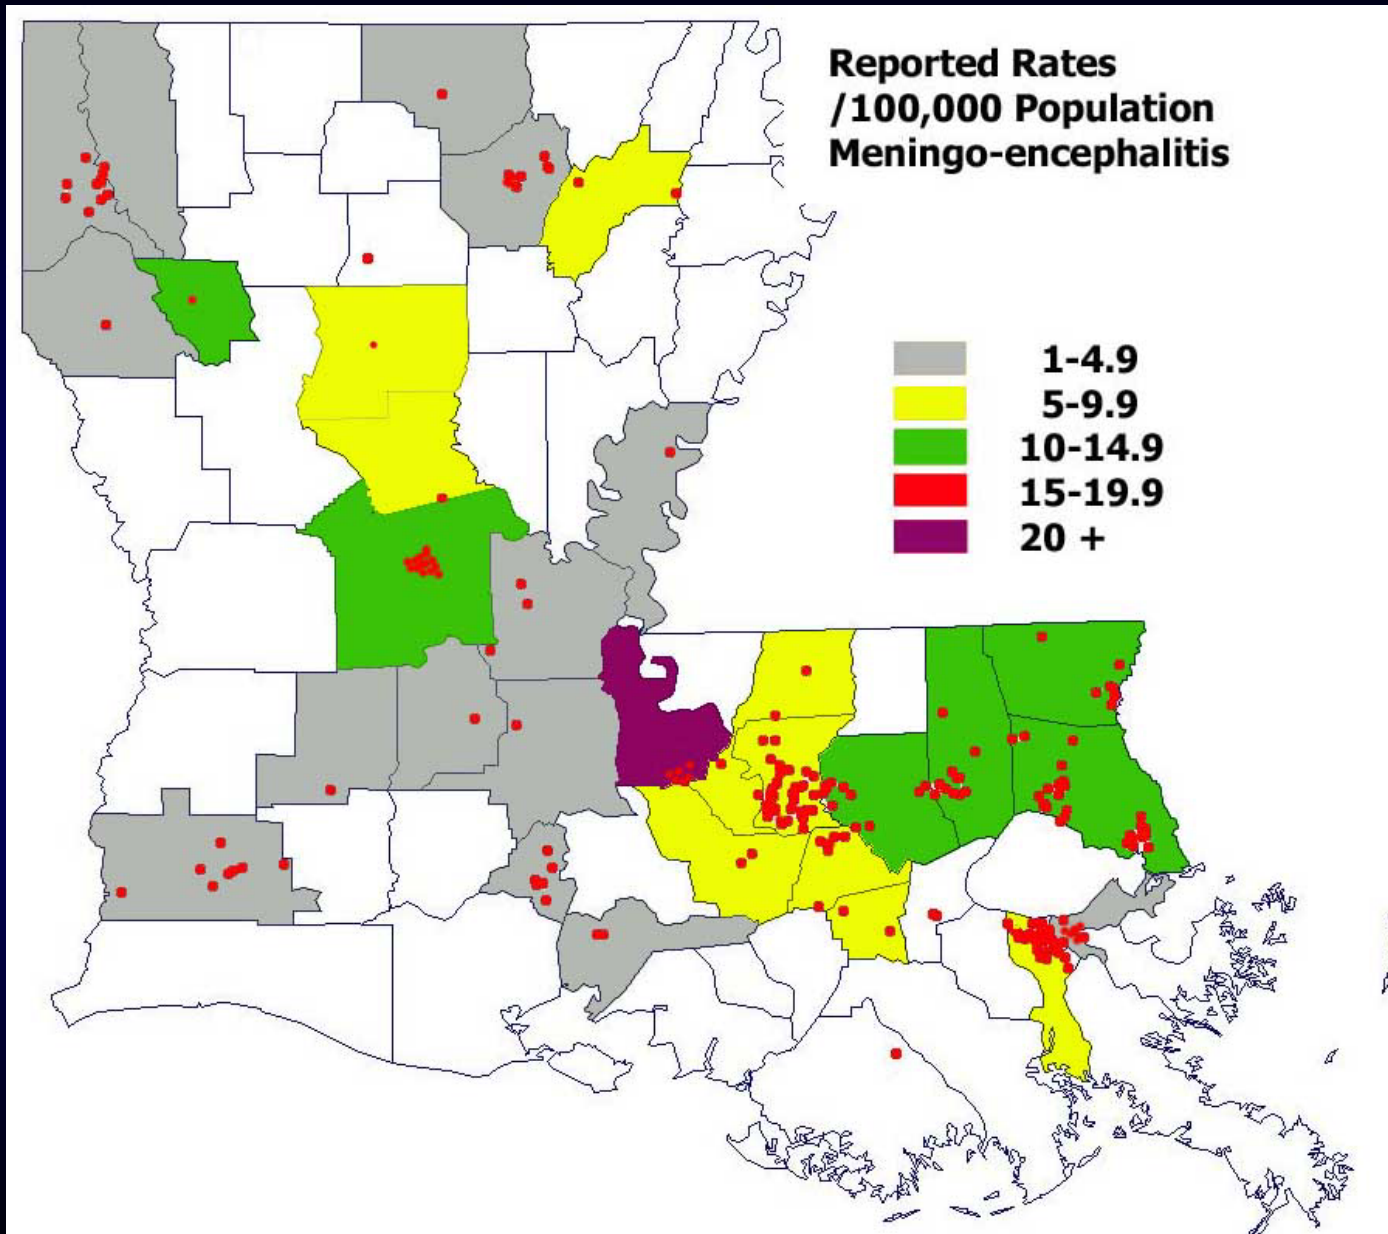 Reported Rates
/100,000 Population
Meningo-encephalitis
1-4.9
5-9.9
10-14.9
15-19.9
20 +